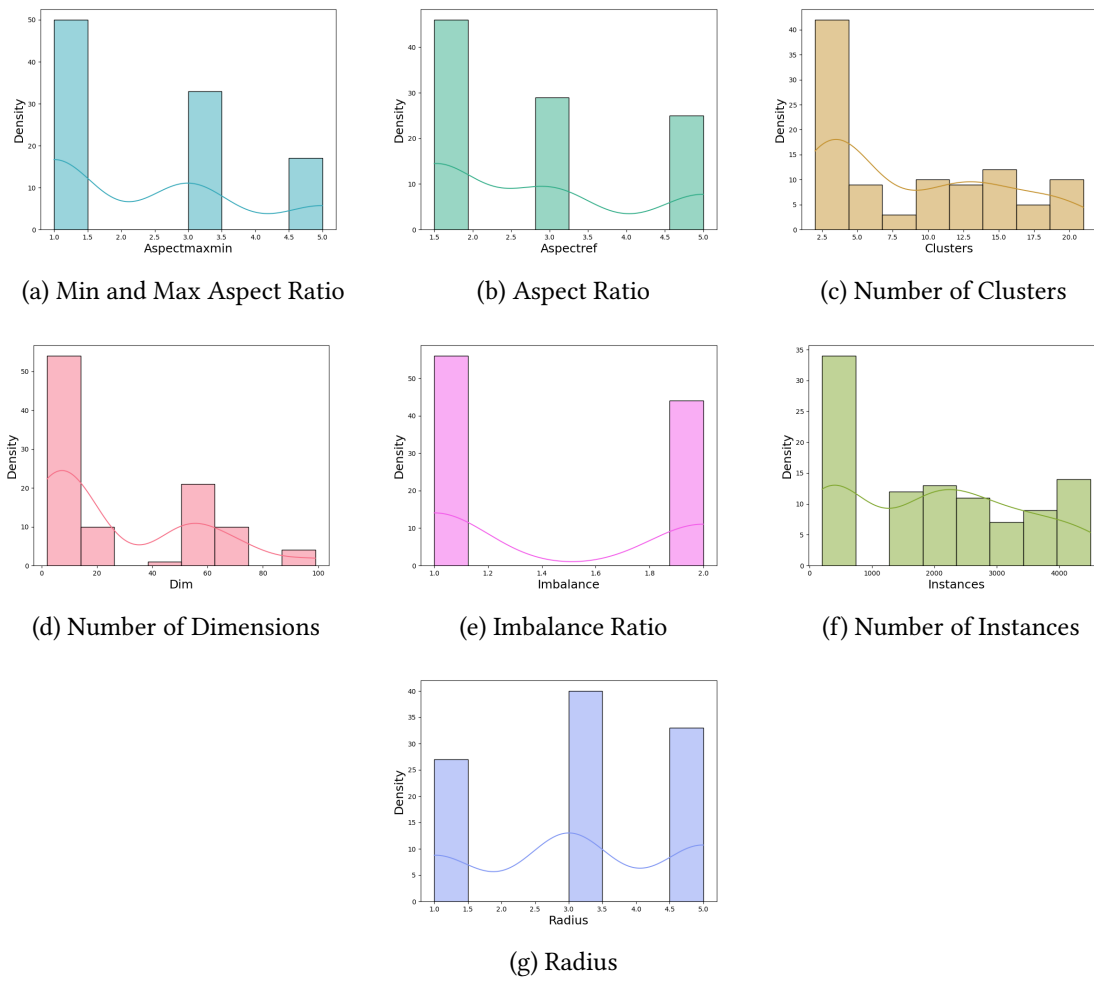 50
40
30
20
10
0
Density
1.0 1.5 2.0 2.5 3.0 3.5 4.0 4.5 5.0
Aspectmaxmin
(a) Min and Max Aspect Ratio
40
30
20
10
0
Density
1.5 2.0 2.5 3.0 3.5 4.0 4.5 5.0
Aspectref
(b) Aspect Ratio
40
35
30
25
20
15
10
5
0
Density
2.5 5.0 7.5 10.0 12.5 15.0 17.5 20.0
Clusters
(c) Number of Clusters
50
40
30
20
10
0
Density
0 20 40 60 80 100
Dim
(d) Number of Dimensions
50
40
30
20
10
0
Density
1.0 1.2 1.4 1.6 1.8 2.0
Imbalance
(e) Imbalance Ratio
35
30
25
20
15
10
5
0
Density
0 1000 2000 3000 4000
Instances
(f) Number of Instances
40
35
30
25
20
15
10
5
0
Density
1.0 1.5 2.0 2.5 3.0 3.5 4.0 4.5 5.0
Radius
(g) Radius